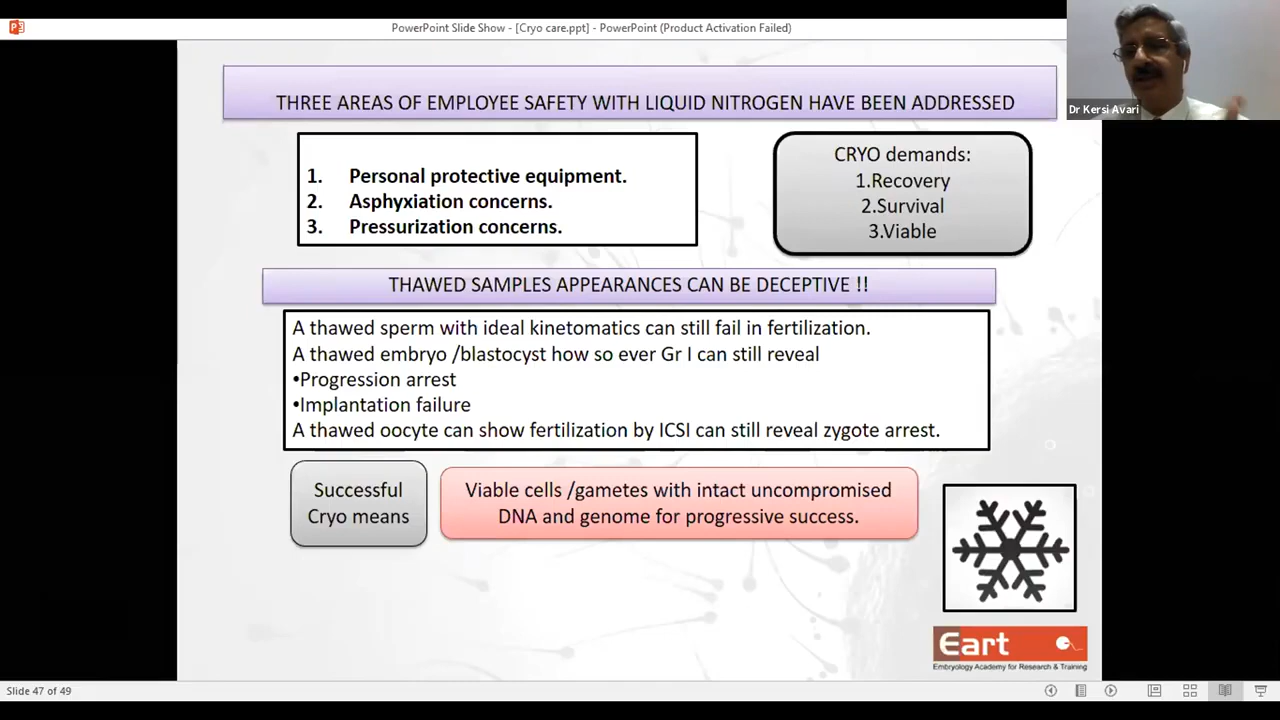 PowerPoint Slide Show - [Cryo care.ppt] - PowerPoint (Product Activation Failed)
Dr Kersi Avari
THREE AREAS OF EMPLOYEE SAFETY WITH LIQUID NITROGEN HAVE BEEN ADDRESSED
1. Personal protective equipment.
2. Asphyxiation concerns.
3. Pressurization concerns.
CRYO demands:
1.Recovery
2.Survival
3.Viable
THAWED SAMPLES APPEARANCES CAN BE DECEPTIVE !!
A thawed sperm with ideal kinetomatics can still fail in fertilization.
A thawed embryo /blastocyst how so ever Gr I can still reveal
•Progression arrest
•Implantation failure
A thawed oocyte can show fertilization by ICSI can still reveal zygote arrest.
Successful
Cryo means
Viable cells /gametes with intact uncompromised
DNA and genome for progressive success.
Eart
Embryology Academy for Research & Training
Slide 47 of 49